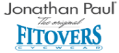 Jonathan Paul®
The original
FITOVERS
EYEWEAR